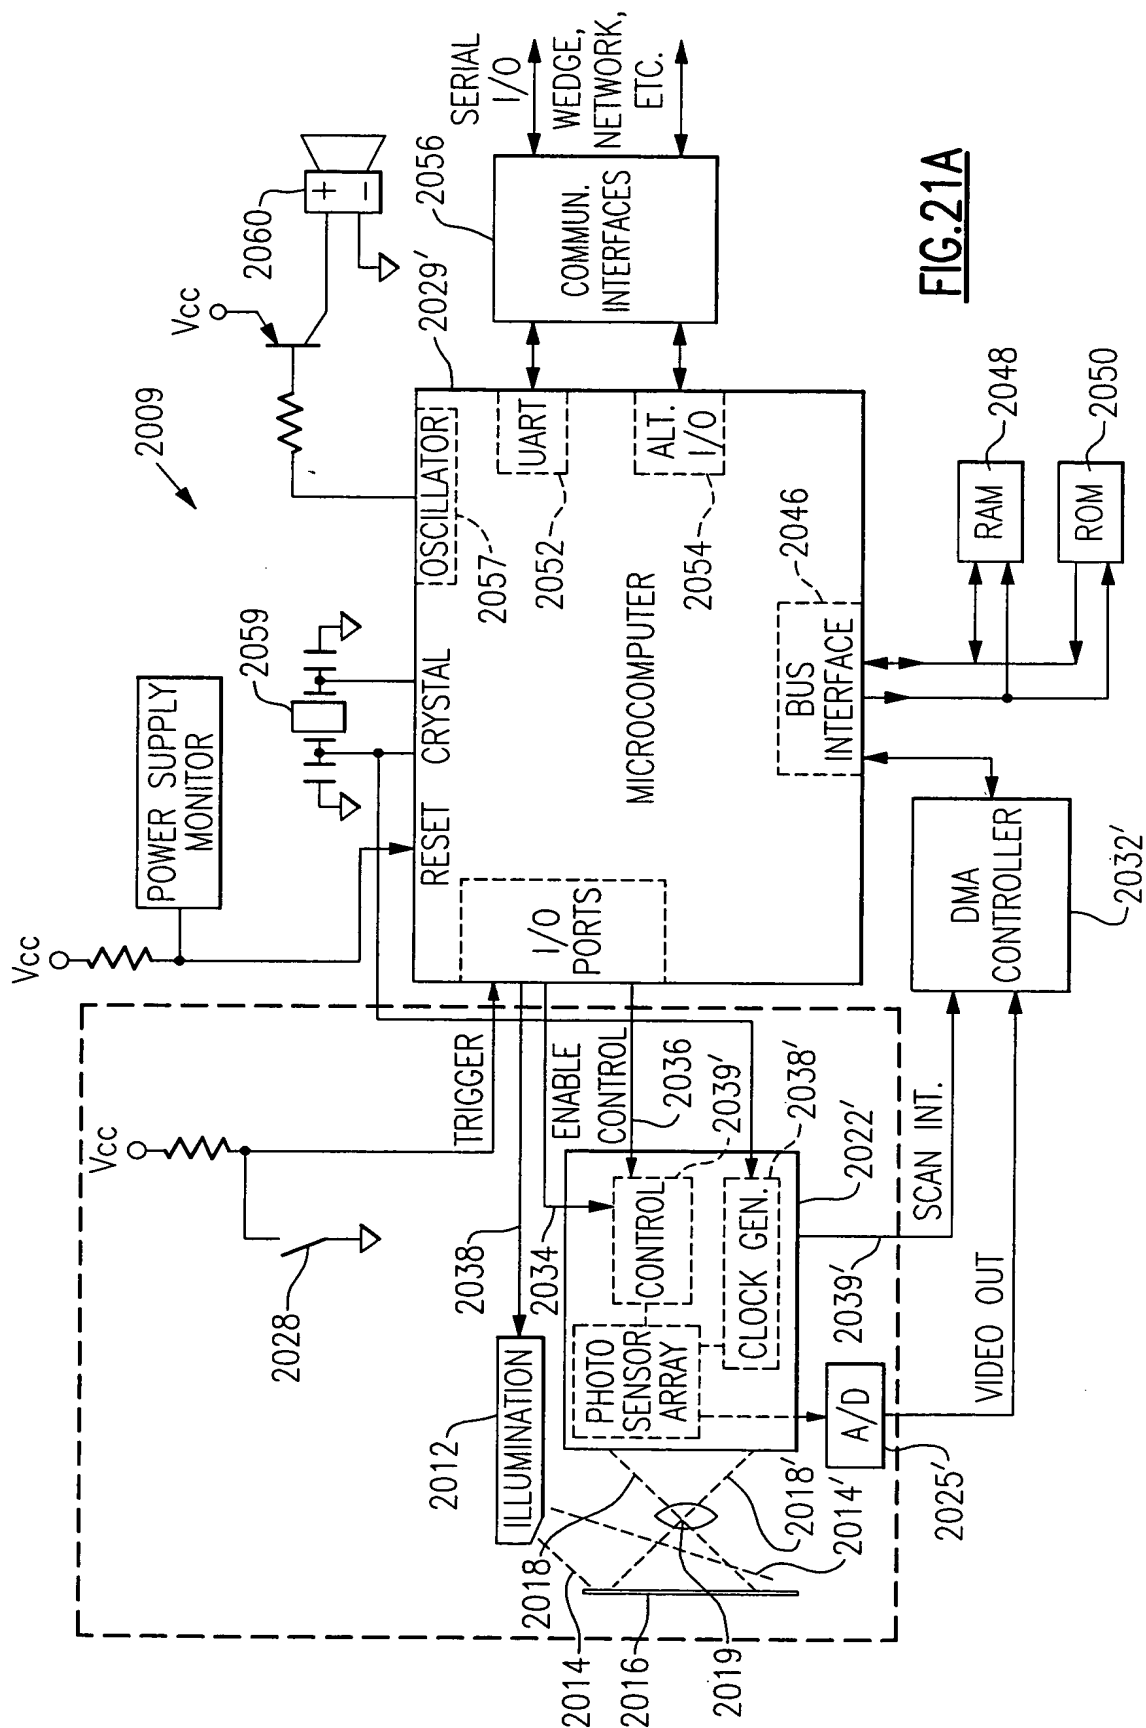 2009
Vcc
2060
+
-
2029'
2056
SERIAL
I/O
WEDGE,
NETWORK,
ETC.
COMMUN.
INTERFACES
POWER SUPPLY
MONITOR
Vcc
2059
RESET
CRYSTAL
OSCILLATOR
2057
UART
2052
ALT.
I/O
2054
MICROCOMPUTER
I/O
PORTS
BUS
INTERFACE
2046
RAM
2048
ROM
2050
DMA
CONTROLLER
2032'
Vcc
2028
TRIGGER
2038
2034
ENABLE
CONTROL
2036
2039'
2038'
2022'
ILLUMINATION
2012
PHOTO
SENSOR
ARRAY
CONTROL
CLOCK GEN.
2039'
SCAN INT.
VIDEO OUT
A/D
2025'
2014
2018
2016
2019
2018'
2014'
FIG.21A